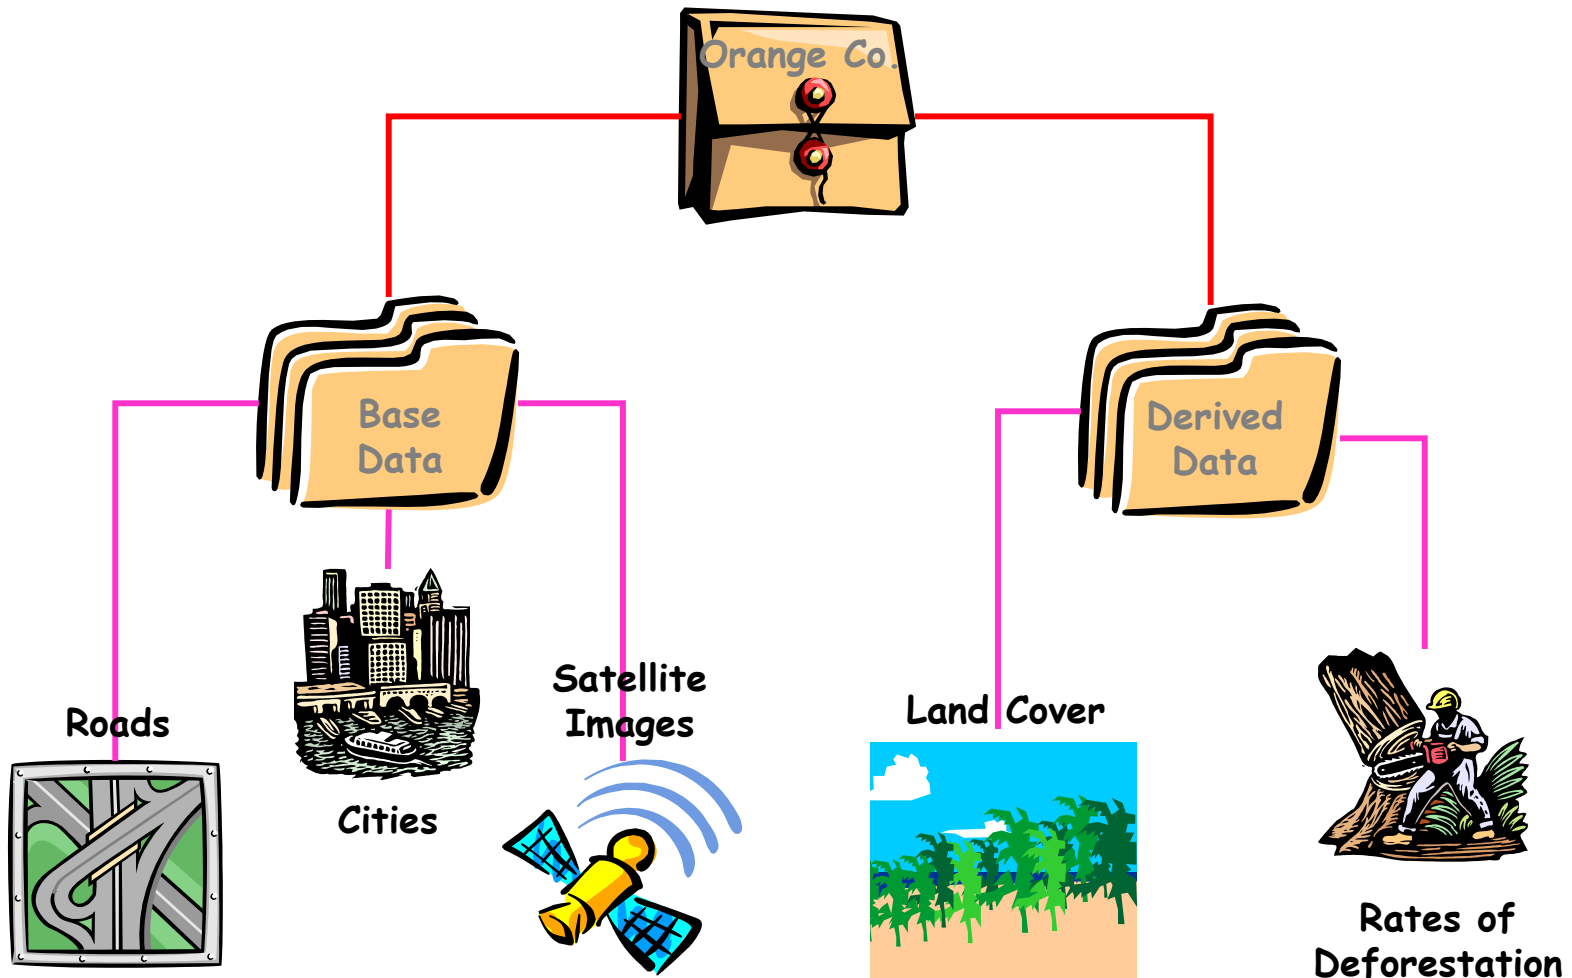 Orange Co.
Base
Data
Derived
Data
Roads
Cities
Satellite
Images
Land Cover
Rates of
Deforestation